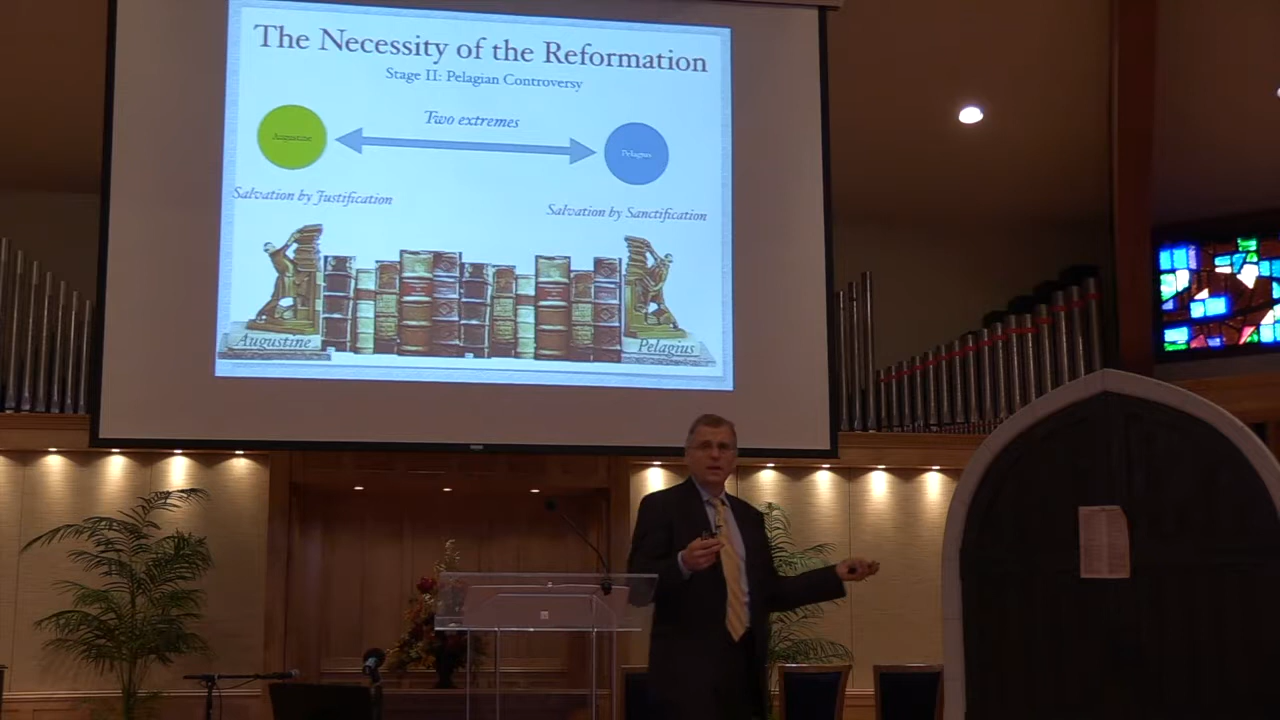 The Necessity of the Reformation
Stage II: Pelagian Controversy
Two extremes
Augustine
Pelagius
Salvation by Justification
Salvation by Sanctification
Augustine
Pelagius